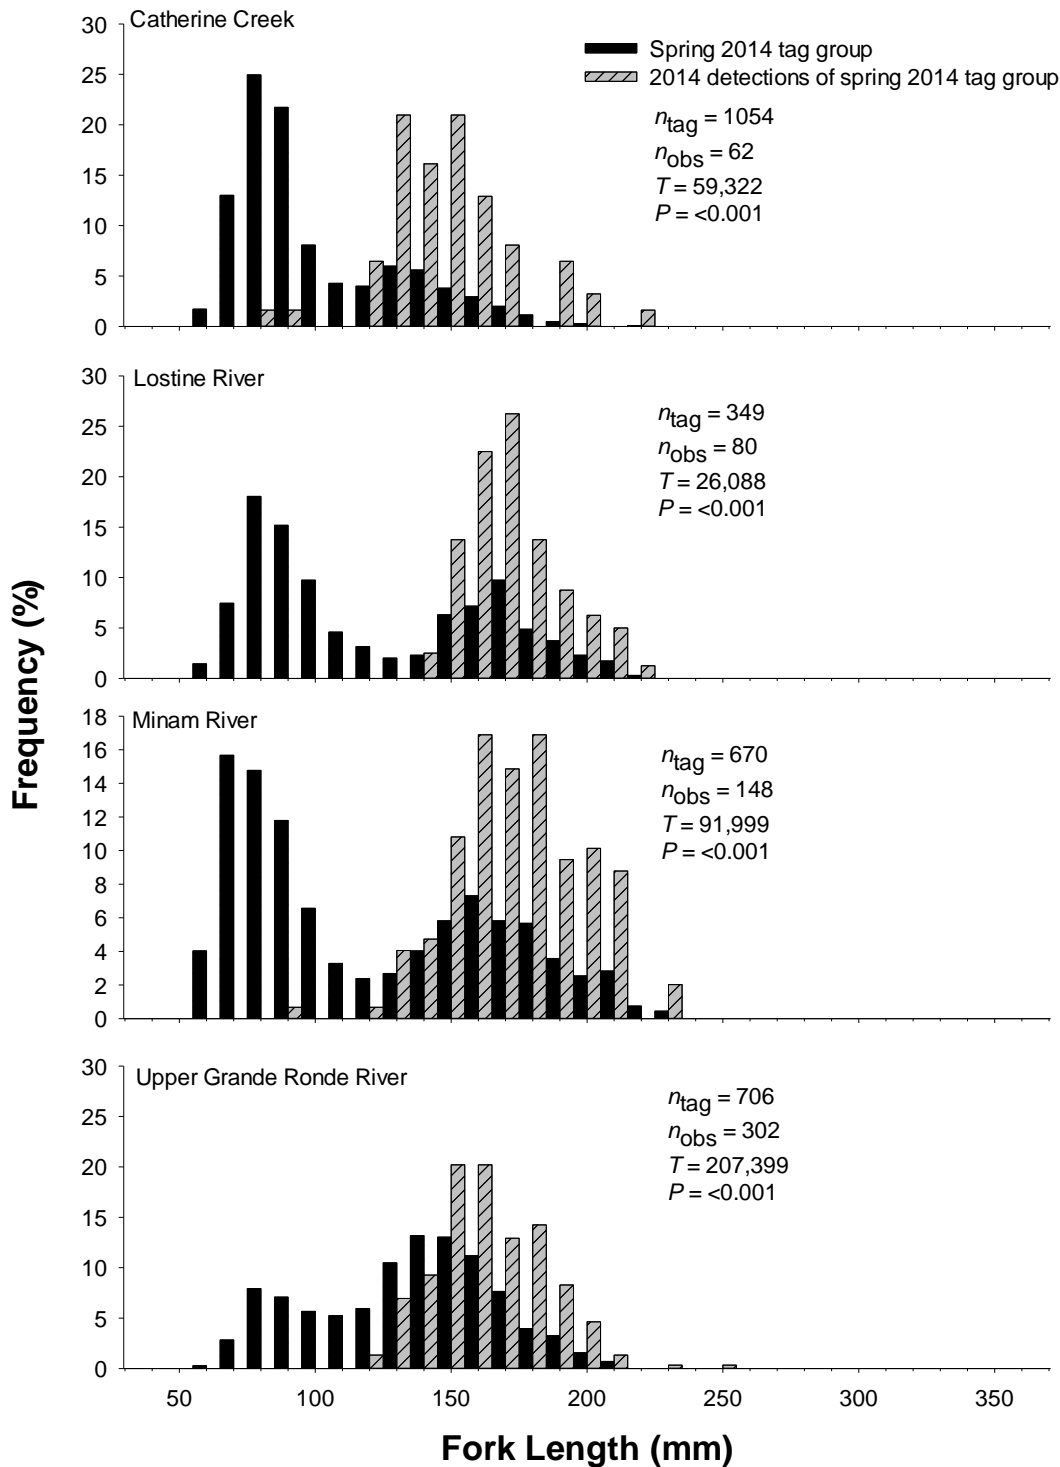 Catherine Creek
Spring 2014 tag group
2014 detections of spring 2014 tag group
ntag = 1054
nobs = 62
T = 59,322
P = <0.001
30
25
20
15
10
5
0
Lostine River
ntag = 349
nobs = 80
T = 26,088
P = <0.001
30
25
20
15
10
5
0
Frequency (%)
Minam River
ntag = 670
nobs = 148
T = 91,999
P = <0.001
18
16
14
12
10
8
6
4
2
0
Upper Grande Ronde River
ntag = 706
nobs = 302
T = 207,399
P = <0.001
30
25
20
15
10
5
0
50 100 150 200 250 300 350
Fork Length (mm)